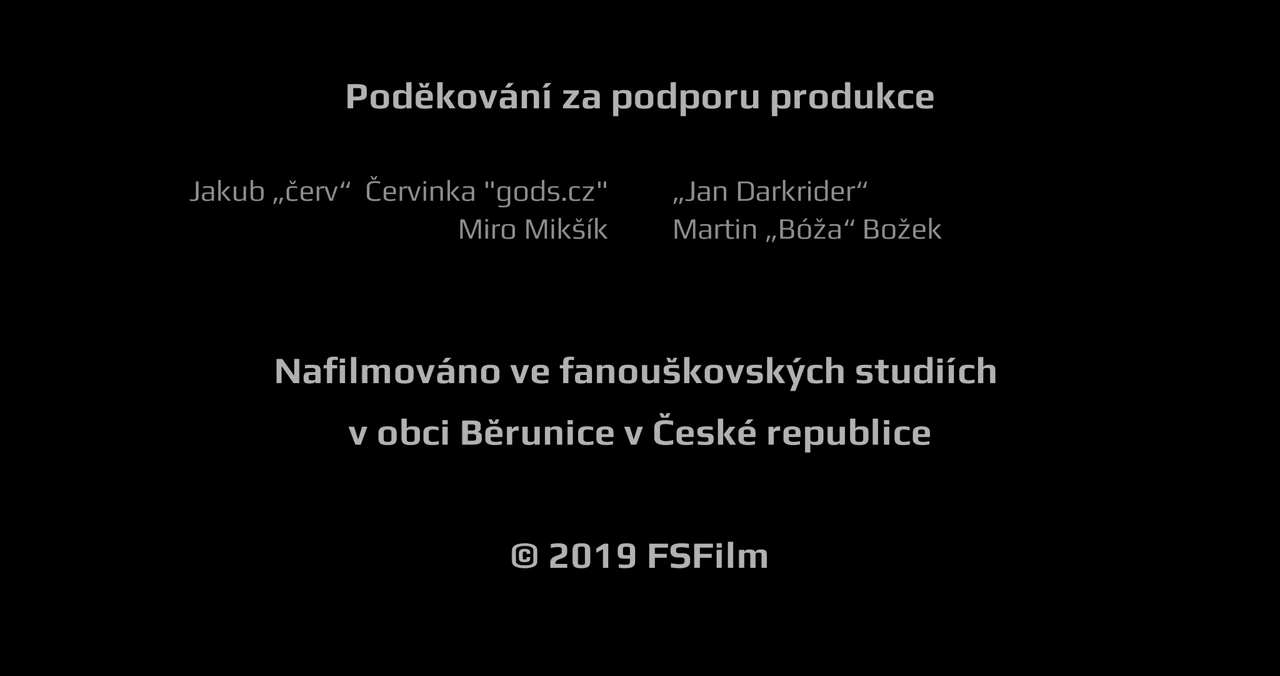 Poděkování za podporu produkce
Jakub „červ“ Červinka "gods.cz" „Jan Darkrider“
Miro Mikšík Martin „Bóža“ Božek
Nafilmováno ve fanouškovských studiích
v obci Běrunice v České republice
© 2019 FSFilm